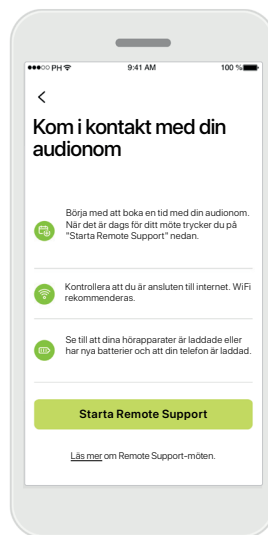 PH 9:41 AM 100 %
Kom i kontakt med din
audionom
Börja med att boka en tid med din audionom.
När det är dags för ditt möte trycker du på
"Starta Remote Support" nedan.
Kontrollera att du är ansluten till internet. WiFi
rekommenderas.
Se till att dina hörapparater är laddade eller
har nya batterier och att din telefon är laddad.
Starta Remote Support
Läs mer om Remote Support-möten.